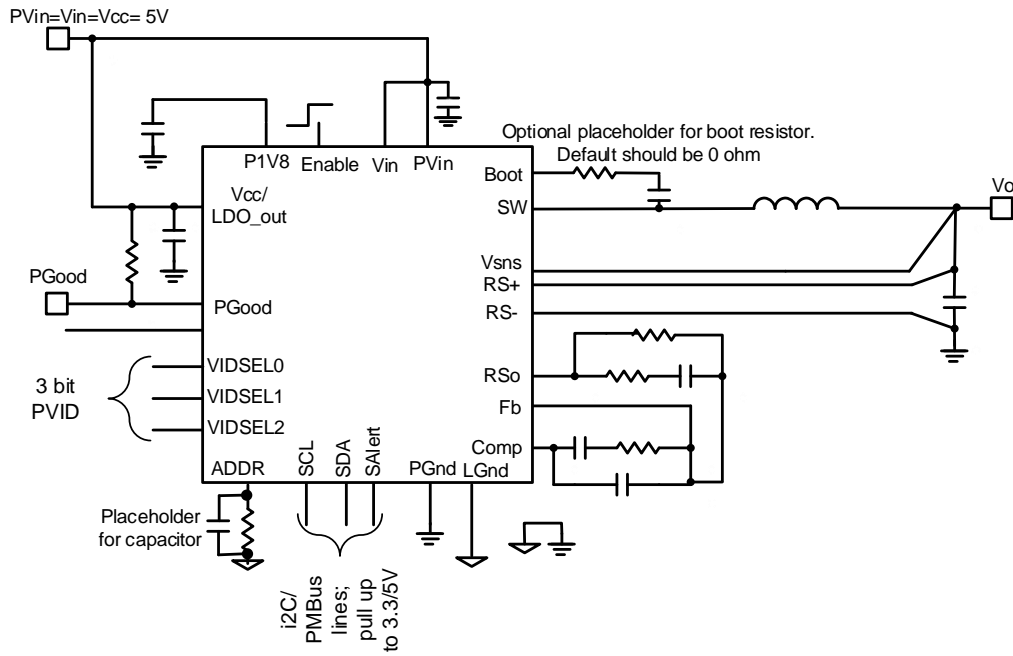 PVin=Vin=Vcc= 5V
Optional placeholder for boot resistor.
Default should be 0 ohm
P1V8
Enable
Vin
PVin
Boot
Vcc/
LDO_out
SW
Vo
PGood
Vsns
RS+
PGood
RS-
VIDSEL0
3 bit
PVID
VIDSEL1
VIDSEL2
RSo
Fb
Comp
ADDR
SCL
SDA
SAlert
PGnd
LGnd
Placeholder
for capacitor
i2C/
PMBus
lines;
pull up
to 3.3/5V